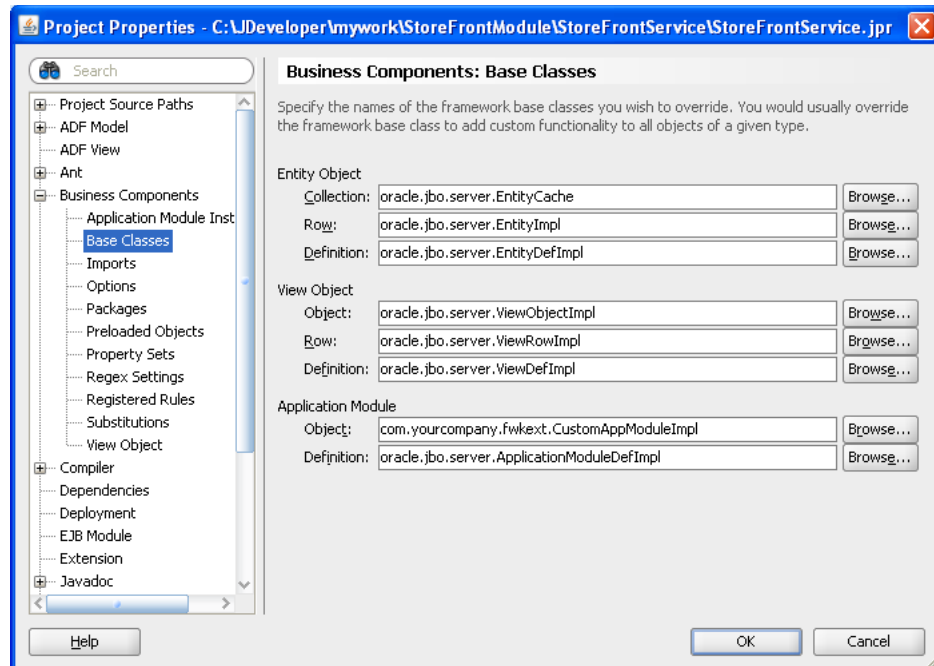 Project Properties - C:\JDeveloper\mywork\StoreFrontModule\StoreFrontService\StoreFrontService.jpr
Search
Project Source Paths
ADF Model
ADF View
Ant
Business Components
Application Module Inst
Base Classes
Imports
Options
Packages
Preloaded Objects
Property Sets
Regex Settings
Registered Rules
Substitutions
View Object
Compiler
Dependencies
Deployment
EJB Module
Extension
Javadoc
Business Components: Base Classes
Specify the names of the framework base classes you wish to override. You would usually override
the framework base class to add custom functionality to all objects of a given type.
Entity Object
Collection: oracle.jbo.server.EntityCache Browse...
Row: oracle.jbo.server.EntityImpl Browse...
Definition: oracle.jbo.server.EntityDefImpl Browse...
View Object
Object: oracle.jbo.server.ViewObjectImpl Browse...
Row: oracle.jbo.server.ViewRowImpl Browse...
Definition: oracle.jbo.server.ViewDefImpl Browse...
Application Module
Object: com.yourcompany.fwkext.CustomAppModuleImpl Browse...
Definition: oracle.jbo.server.ApplicationModuleDefImpl Browse...
Help OK Cancel